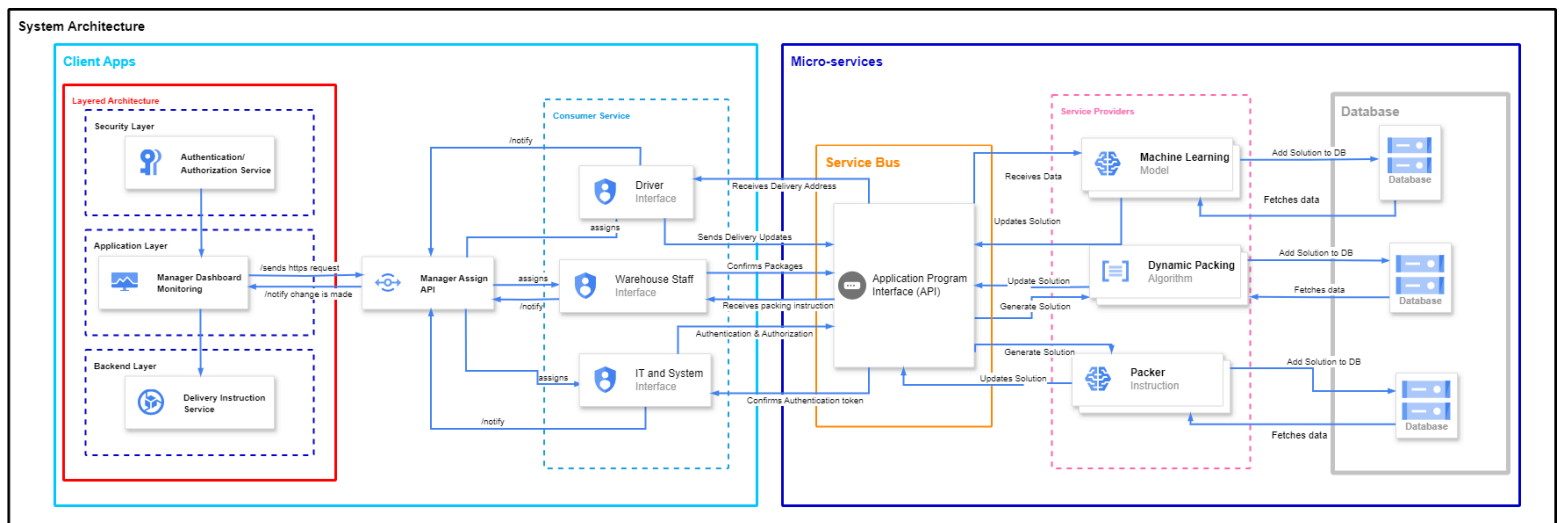 System Architecture
Client Apps
Layered Architecture
Security Layer
Authentication/
Authorization Service
Application Layer
Manager Dashboard
Monitoring
Backend Layer
Delivery Instruction
Service
/sends https request
/notify change is made
Manager Assign
API
/notify
assigns
assigns
/notify
assigns
/notify
Consumer Service
Driver
Interface
Warehouse Staff
Interface
IT and System
Interface
Receives Delivery Address
Sends Delivery Updates
Confirms Packages
Receives packing instruction
Authentication & Authorization
Confirms Authentication token
Micro-services
Service Bus
Application Program
Interface (API)
Receives Data
Updates Solution
Update Solution
Generate Solution
Generate Solution
Updates Solution
Service Providers
Machine Learning
Model
Dynamic Packing
Algorithm
Packer
Instruction
Add Solution to DB
Fetches data
Add Solution to DB
Fetches data
Add Solution to DB
Fetches data
Database
Database
Database
Database